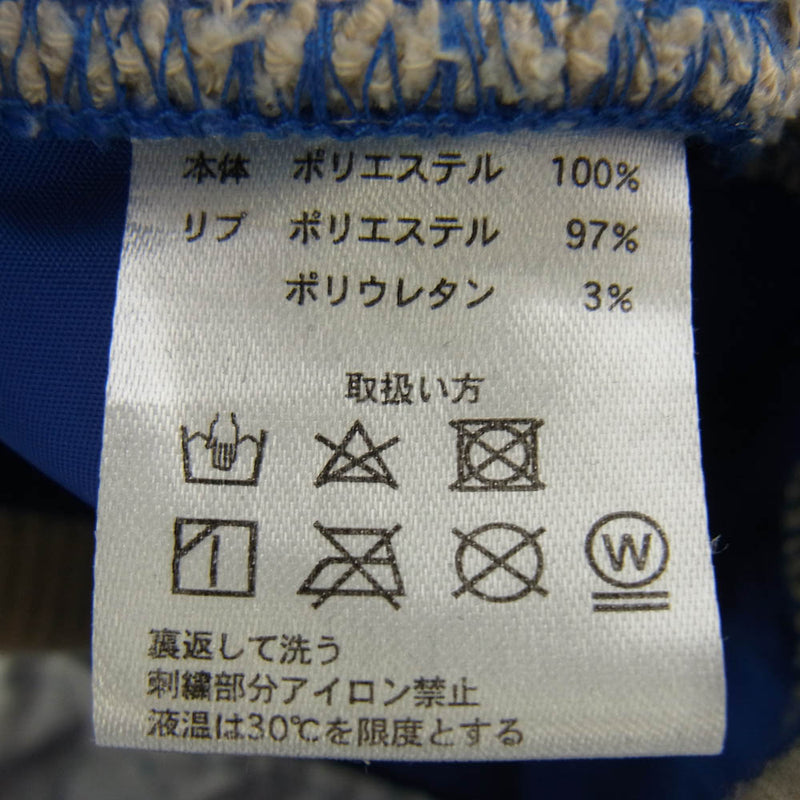 本体 ポリエステル 100%
リブ ポリエステル 97%
ポリウレタン 3%
取扱い方
W
裏返して洗う
刺繍部分アイロン禁止
液温は30℃を限度とする